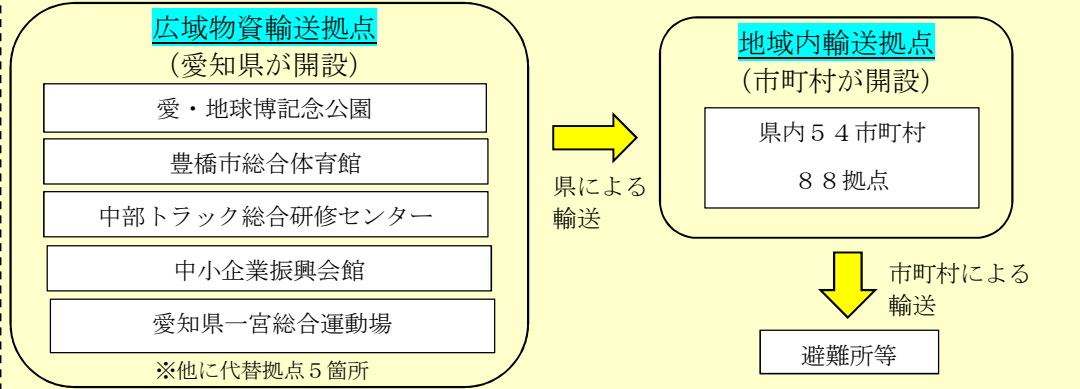 広域物資輸送拠点
（愛知県が開設）
愛・地球博記念公園
豊橋市総合体育館
中部トラック総合研修センター
中小企業振興会館
愛知県一宮総合運動場
※他に代替拠点５箇所
県による
輸送
地域内輸送拠点
（市町村が開設）
県内５４市町村
８８拠点
市町村による
輸送
避難所等